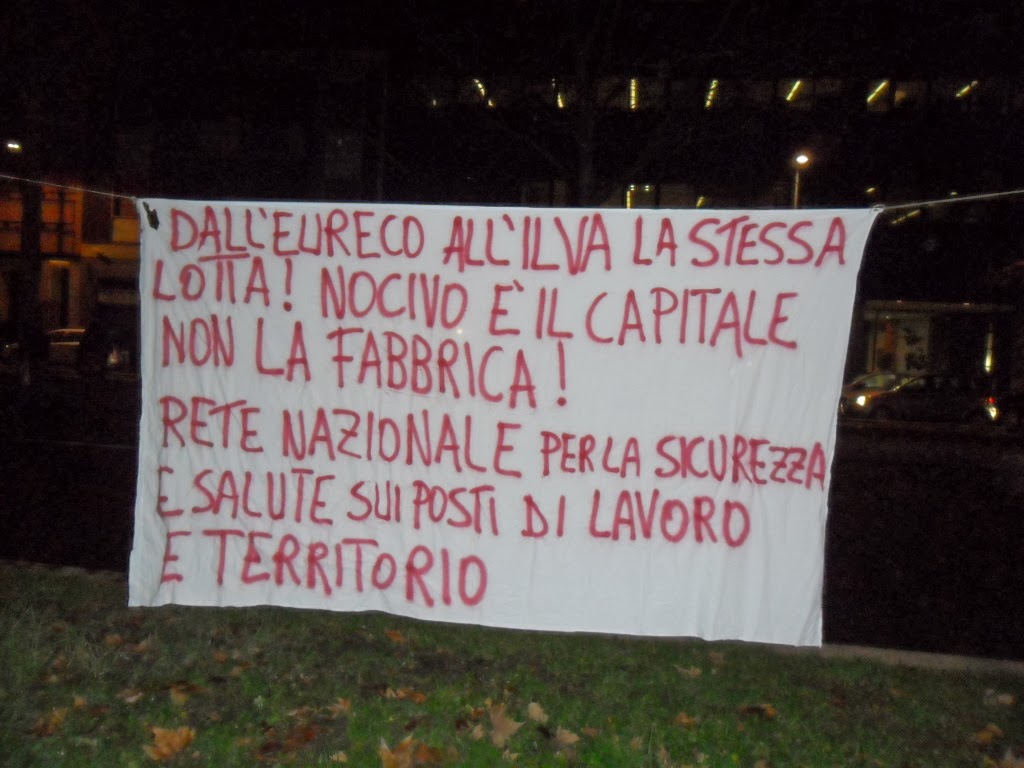 DALL'EURECO ALL'ILVA LA STESSA
LOTTA! NOCIVO E' IL CAPITALE
NON LA FABBRICA!
RETE NAZIONALE PER LA SICUREZZA
E SALUTE SUI POSTI DI LAVORO
E TERRITORIO